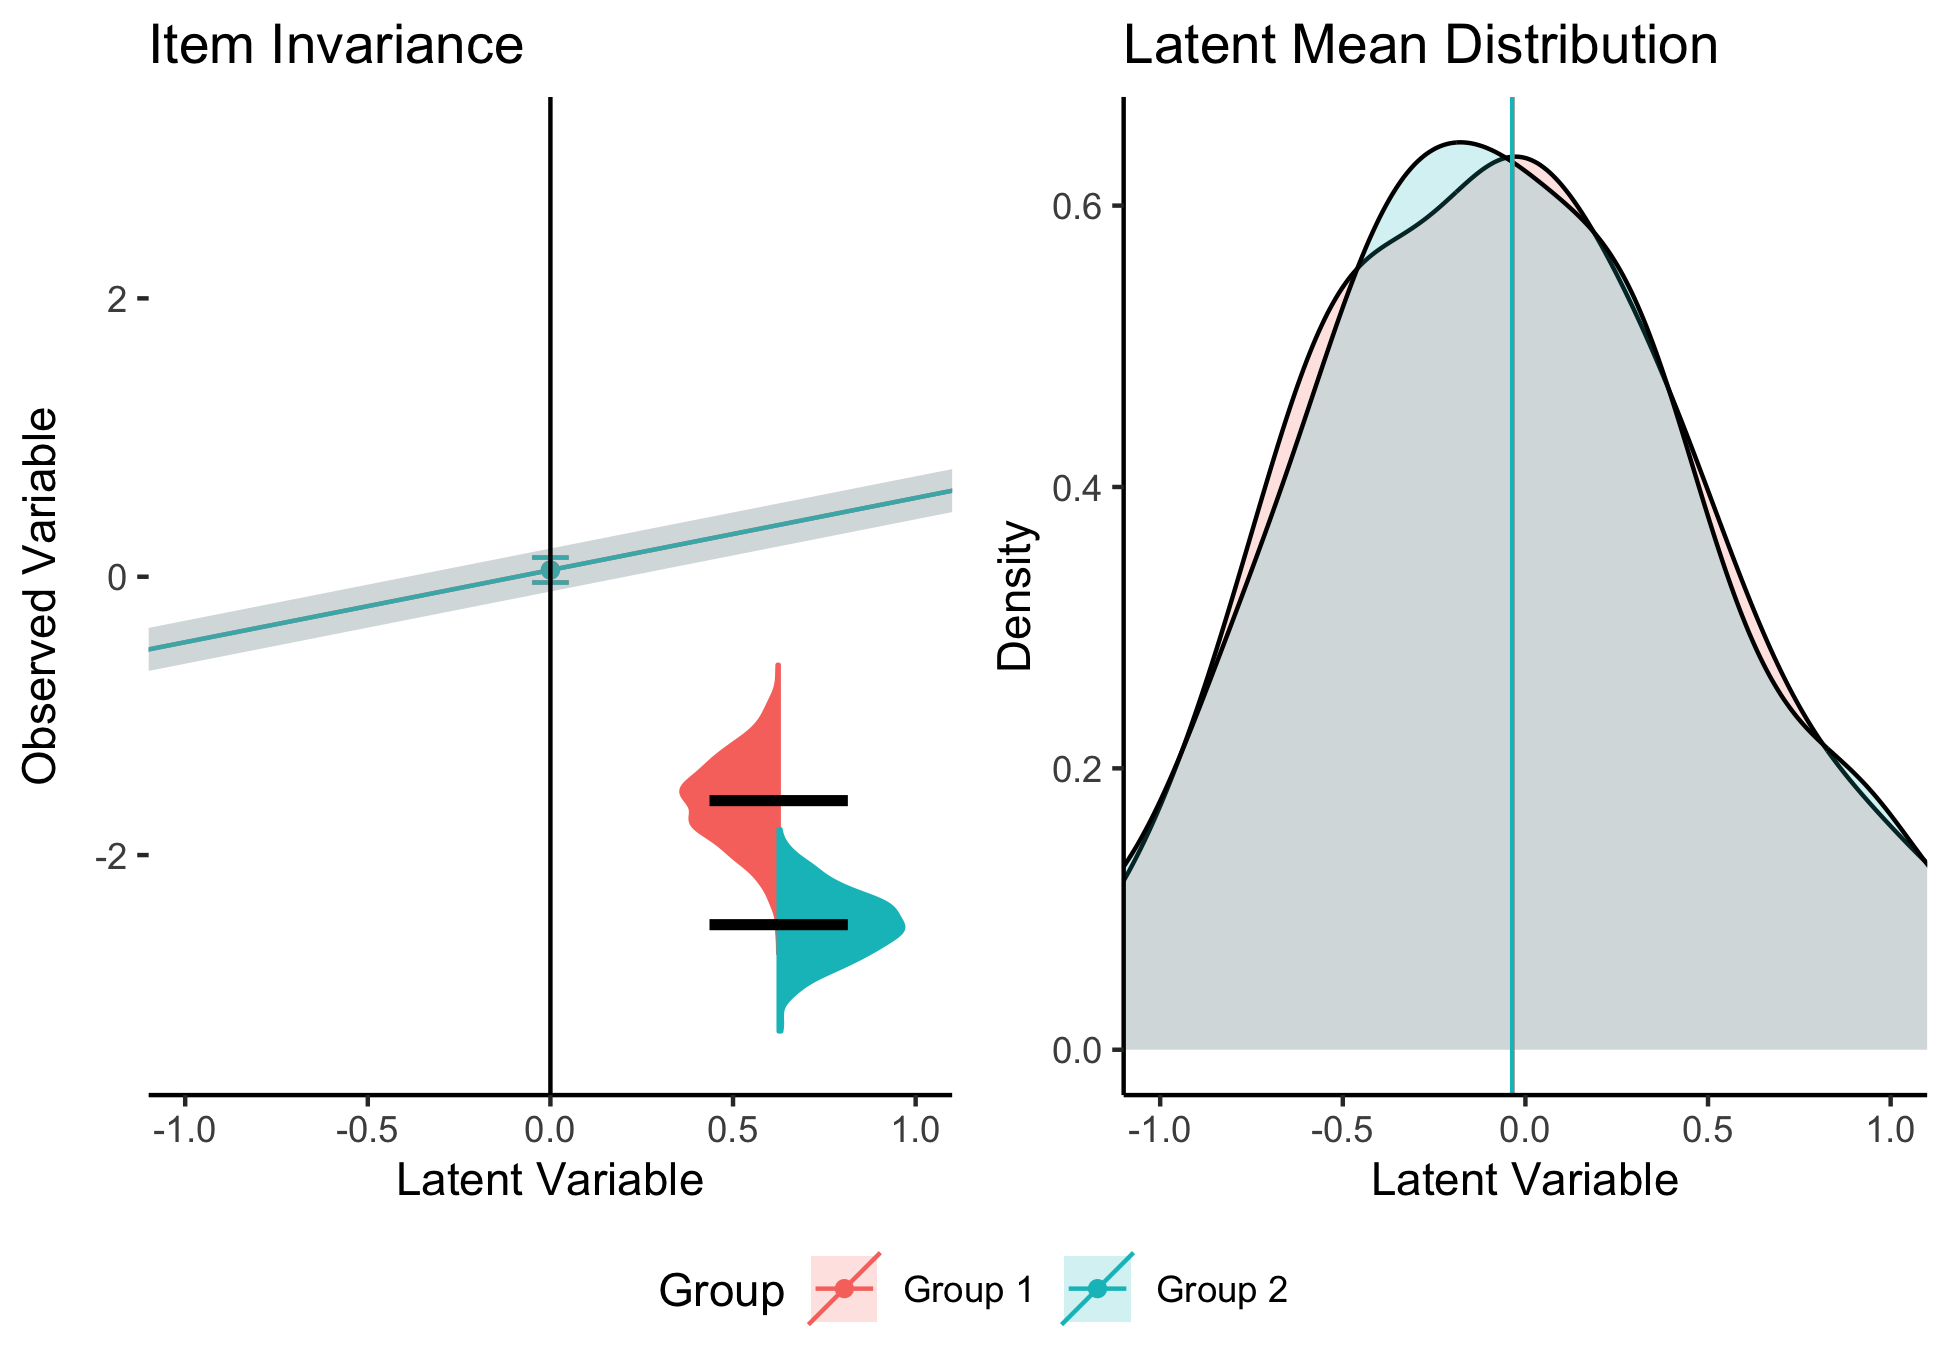 Item Invariance
Observed Variable
2
0
-2
-1.0 -0.5 0.0 0.5 1.0
Latent Variable
Latent Mean Distribution
Density
0.6
0.4
0.2
0.0
-1.0 -0.5 0.0 0.5 1.0
Latent Variable
Group Group 1 Group 2